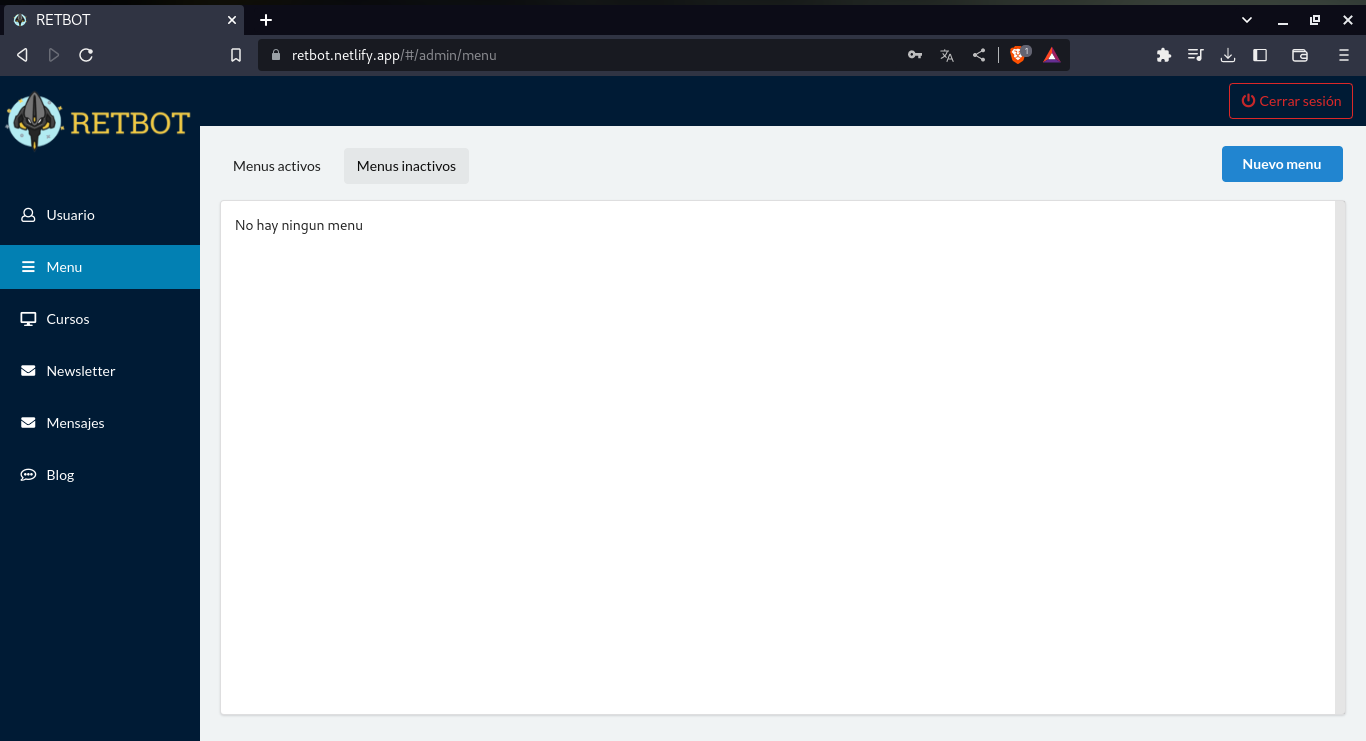 RETBOT
retbot.netlify.app/#/admin/menu
1
Cerrar sesión
RETBOT
Menus activos
Menus inactivos
Nuevo menu
Usuario
No hay ningun menu
Menu
Cursos
Newsletter
Mensajes
Blog